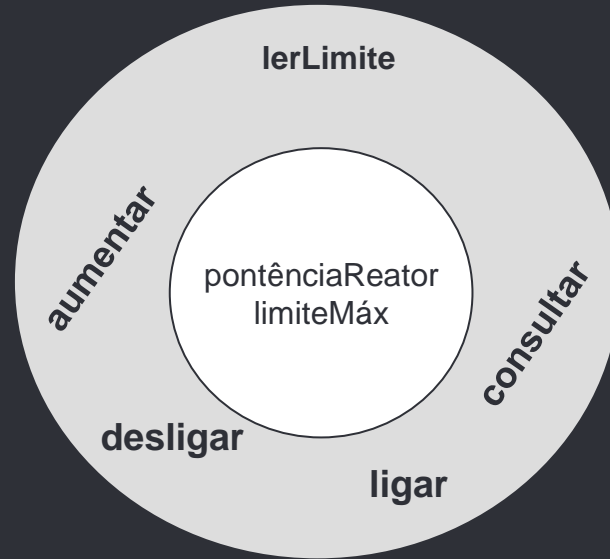 lerLimite
aumentar
pontênciaReator
limiteMáx
consultar
desligar
ligar